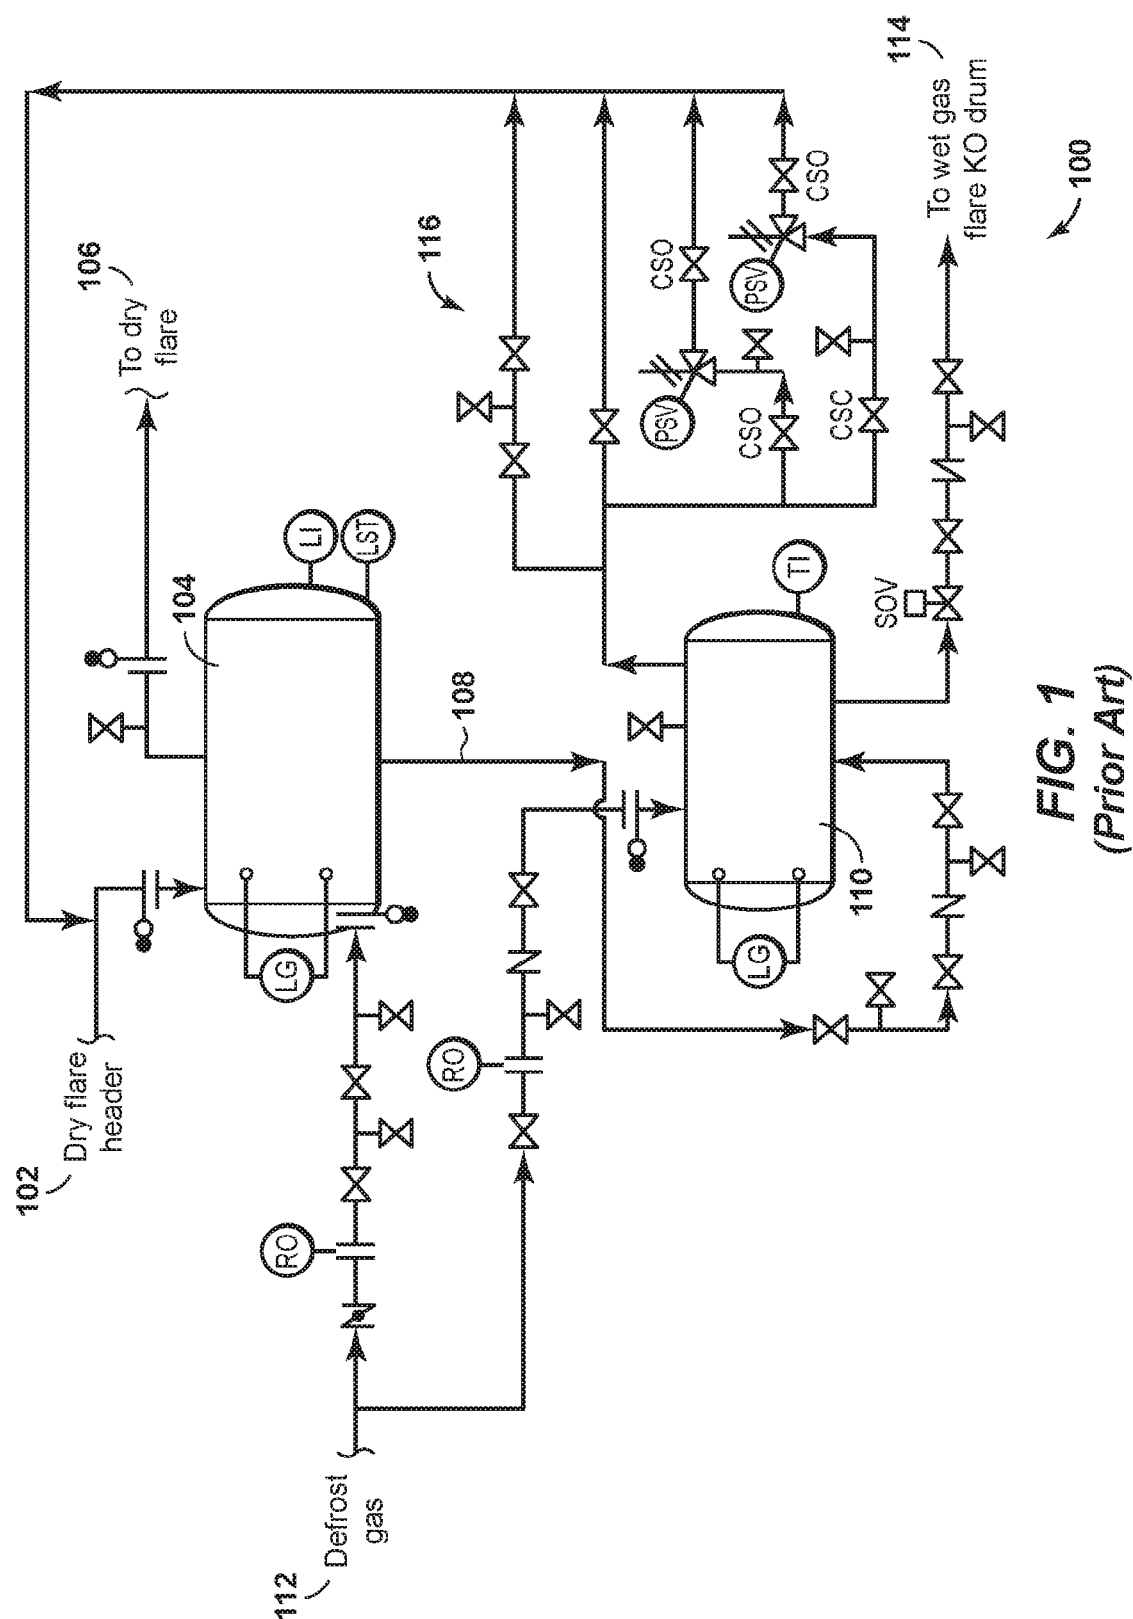 102
Dry flare
header
104
106
To dry
flare
LI
LST
LG
116
108
RO
112
Defrost
gas
RO
CSO
PSV
CSO
CSO
PSV
CSC
TI
LG
110
SOV
114
To wet gas
flare KO drum
100
FIG. 1
(Prior Art)